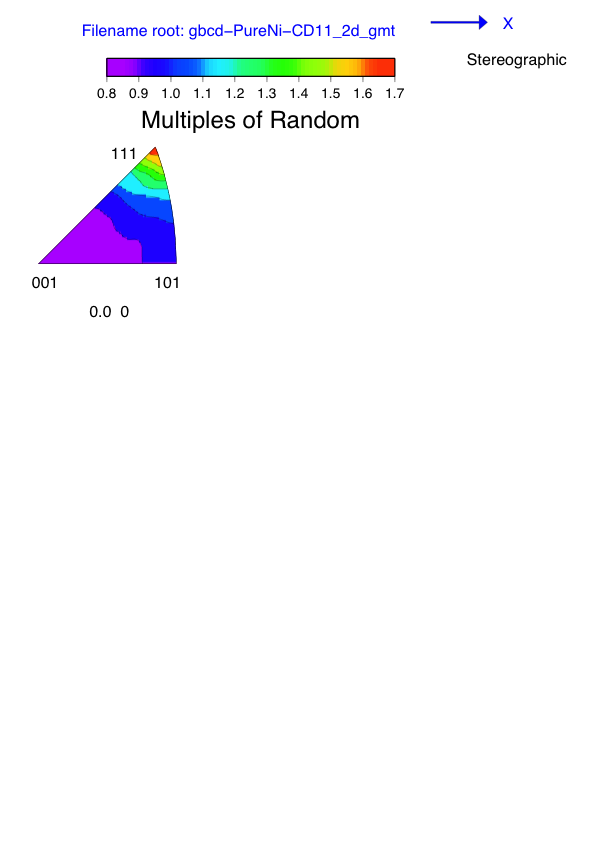 Filename root: gbcd−PureNi−CD11_2d_gmt
X
Stereographic
0.8 0.9 1.0 1.1 1.2 1.3 1.4 1.5 1.6 1.7
Multiples of Random
111
001 101
0.0 0